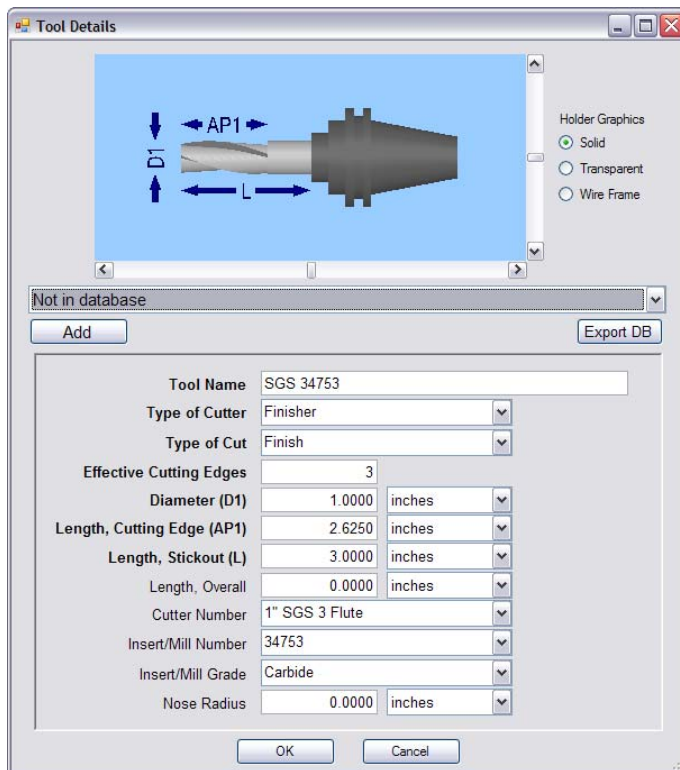 Tool Details
AP1
D1
L
Holder Graphics
Solid
Transparent
Wire Frame
Not in database
Add
Export DB
Tool Name SGS 34753
Type of Cutter Finisher
Type of Cut Finish
Effective Cutting Edges 3
Diameter (D1) 1.0000 inches
Length, Cutting Edge (AP1) 2.6250 inches
Length, Stickout (L) 3.0000 inches
Length, Overall 0.0000 inches
Cutter Number 1" SGS 3 Flute
Insert/Mill Number 34753
Insert/Mill Grade Carbide
Nose Radius 0.0000 inches
OK Cancel